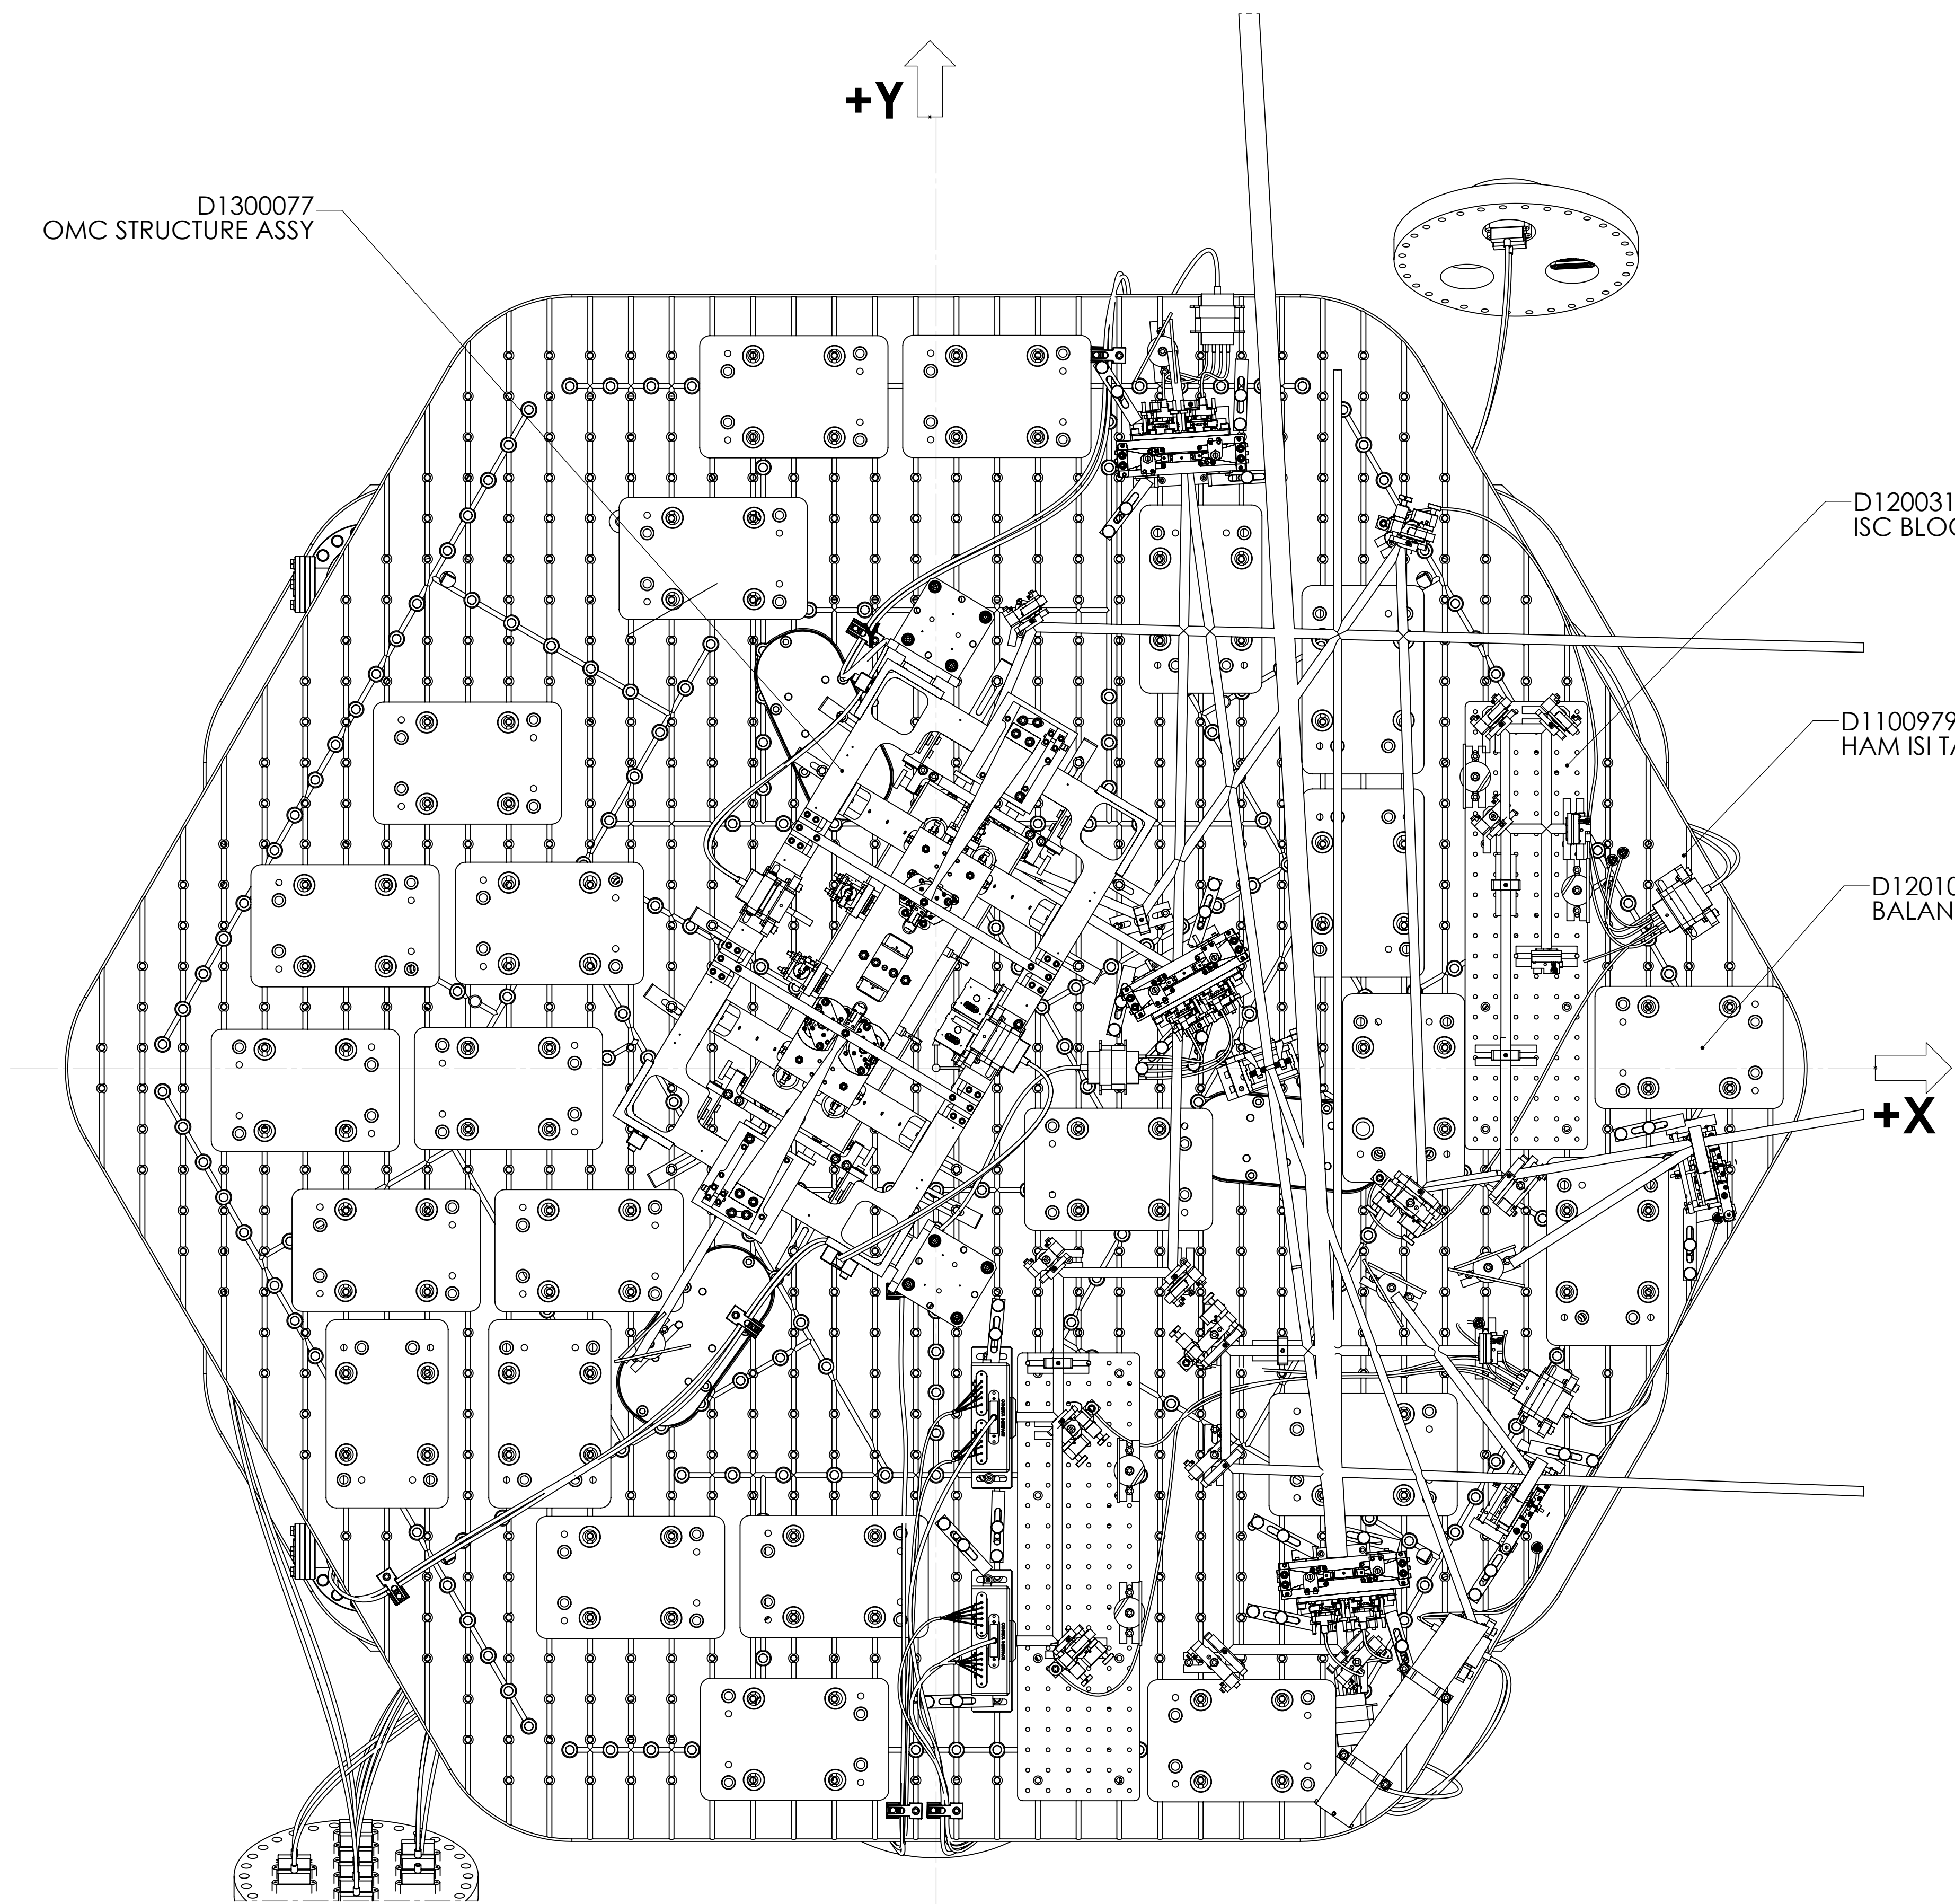 +Y
D1300077
OMC STRUCTURE ASSY
D120031
ISC BLOC
D1100979
HAM ISI TA
D12010
BALAN
+X